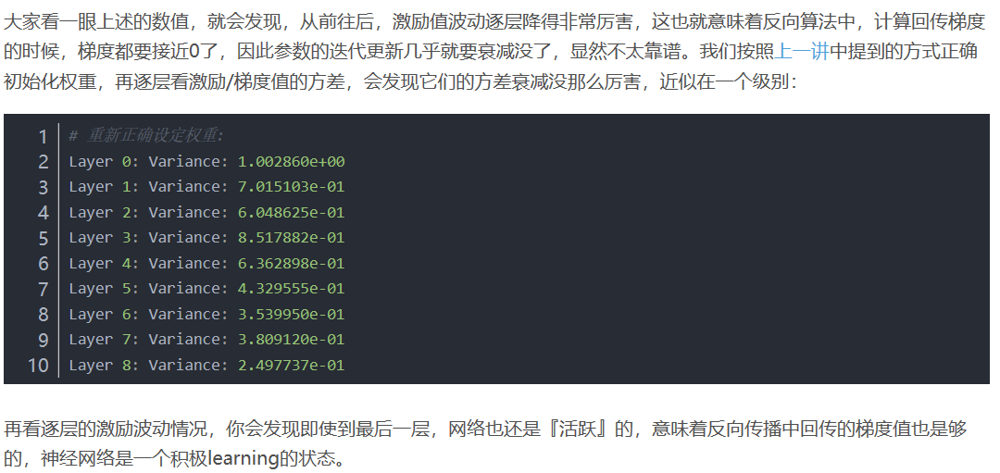 大家看一眼上述的数值，就会发现，从前往后，激励值波动逐层降得非常厉害，这也就意味着反向算法中，计算回传梯度
的时候，梯度都要接近0了，因此参数的迭代更新几乎就要衰减没了，显然不太靠谱。我们按照上一讲中提到的方式正确
初始化权重，再逐层看激励/梯度值的方差，会发现它们的方差衰减没那么厉害，近似在一个级别：
1 # 重新正确设定权重:
2 Layer 0: Variance: 1.002860e+00
3 Layer 1: Variance: 7.015103e-01
4 Layer 2: Variance: 6.048625e-01
5 Layer 3: Variance: 8.517882e-01
6 Layer 4: Variance: 6.362898e-01
7 Layer 5: Variance: 4.329555e-01
8 Layer 6: Variance: 3.539950e-01
9 Layer 7: Variance: 3.809120e-01
10 Layer 8: Variance: 2.497737e-01
再看逐层的激励波动情况，你会发现即使到最后一层，网络也还是『活跃』的，意味着反向传播中回传的梯度值也是够
的，神经网络是一个积极learning的状态。